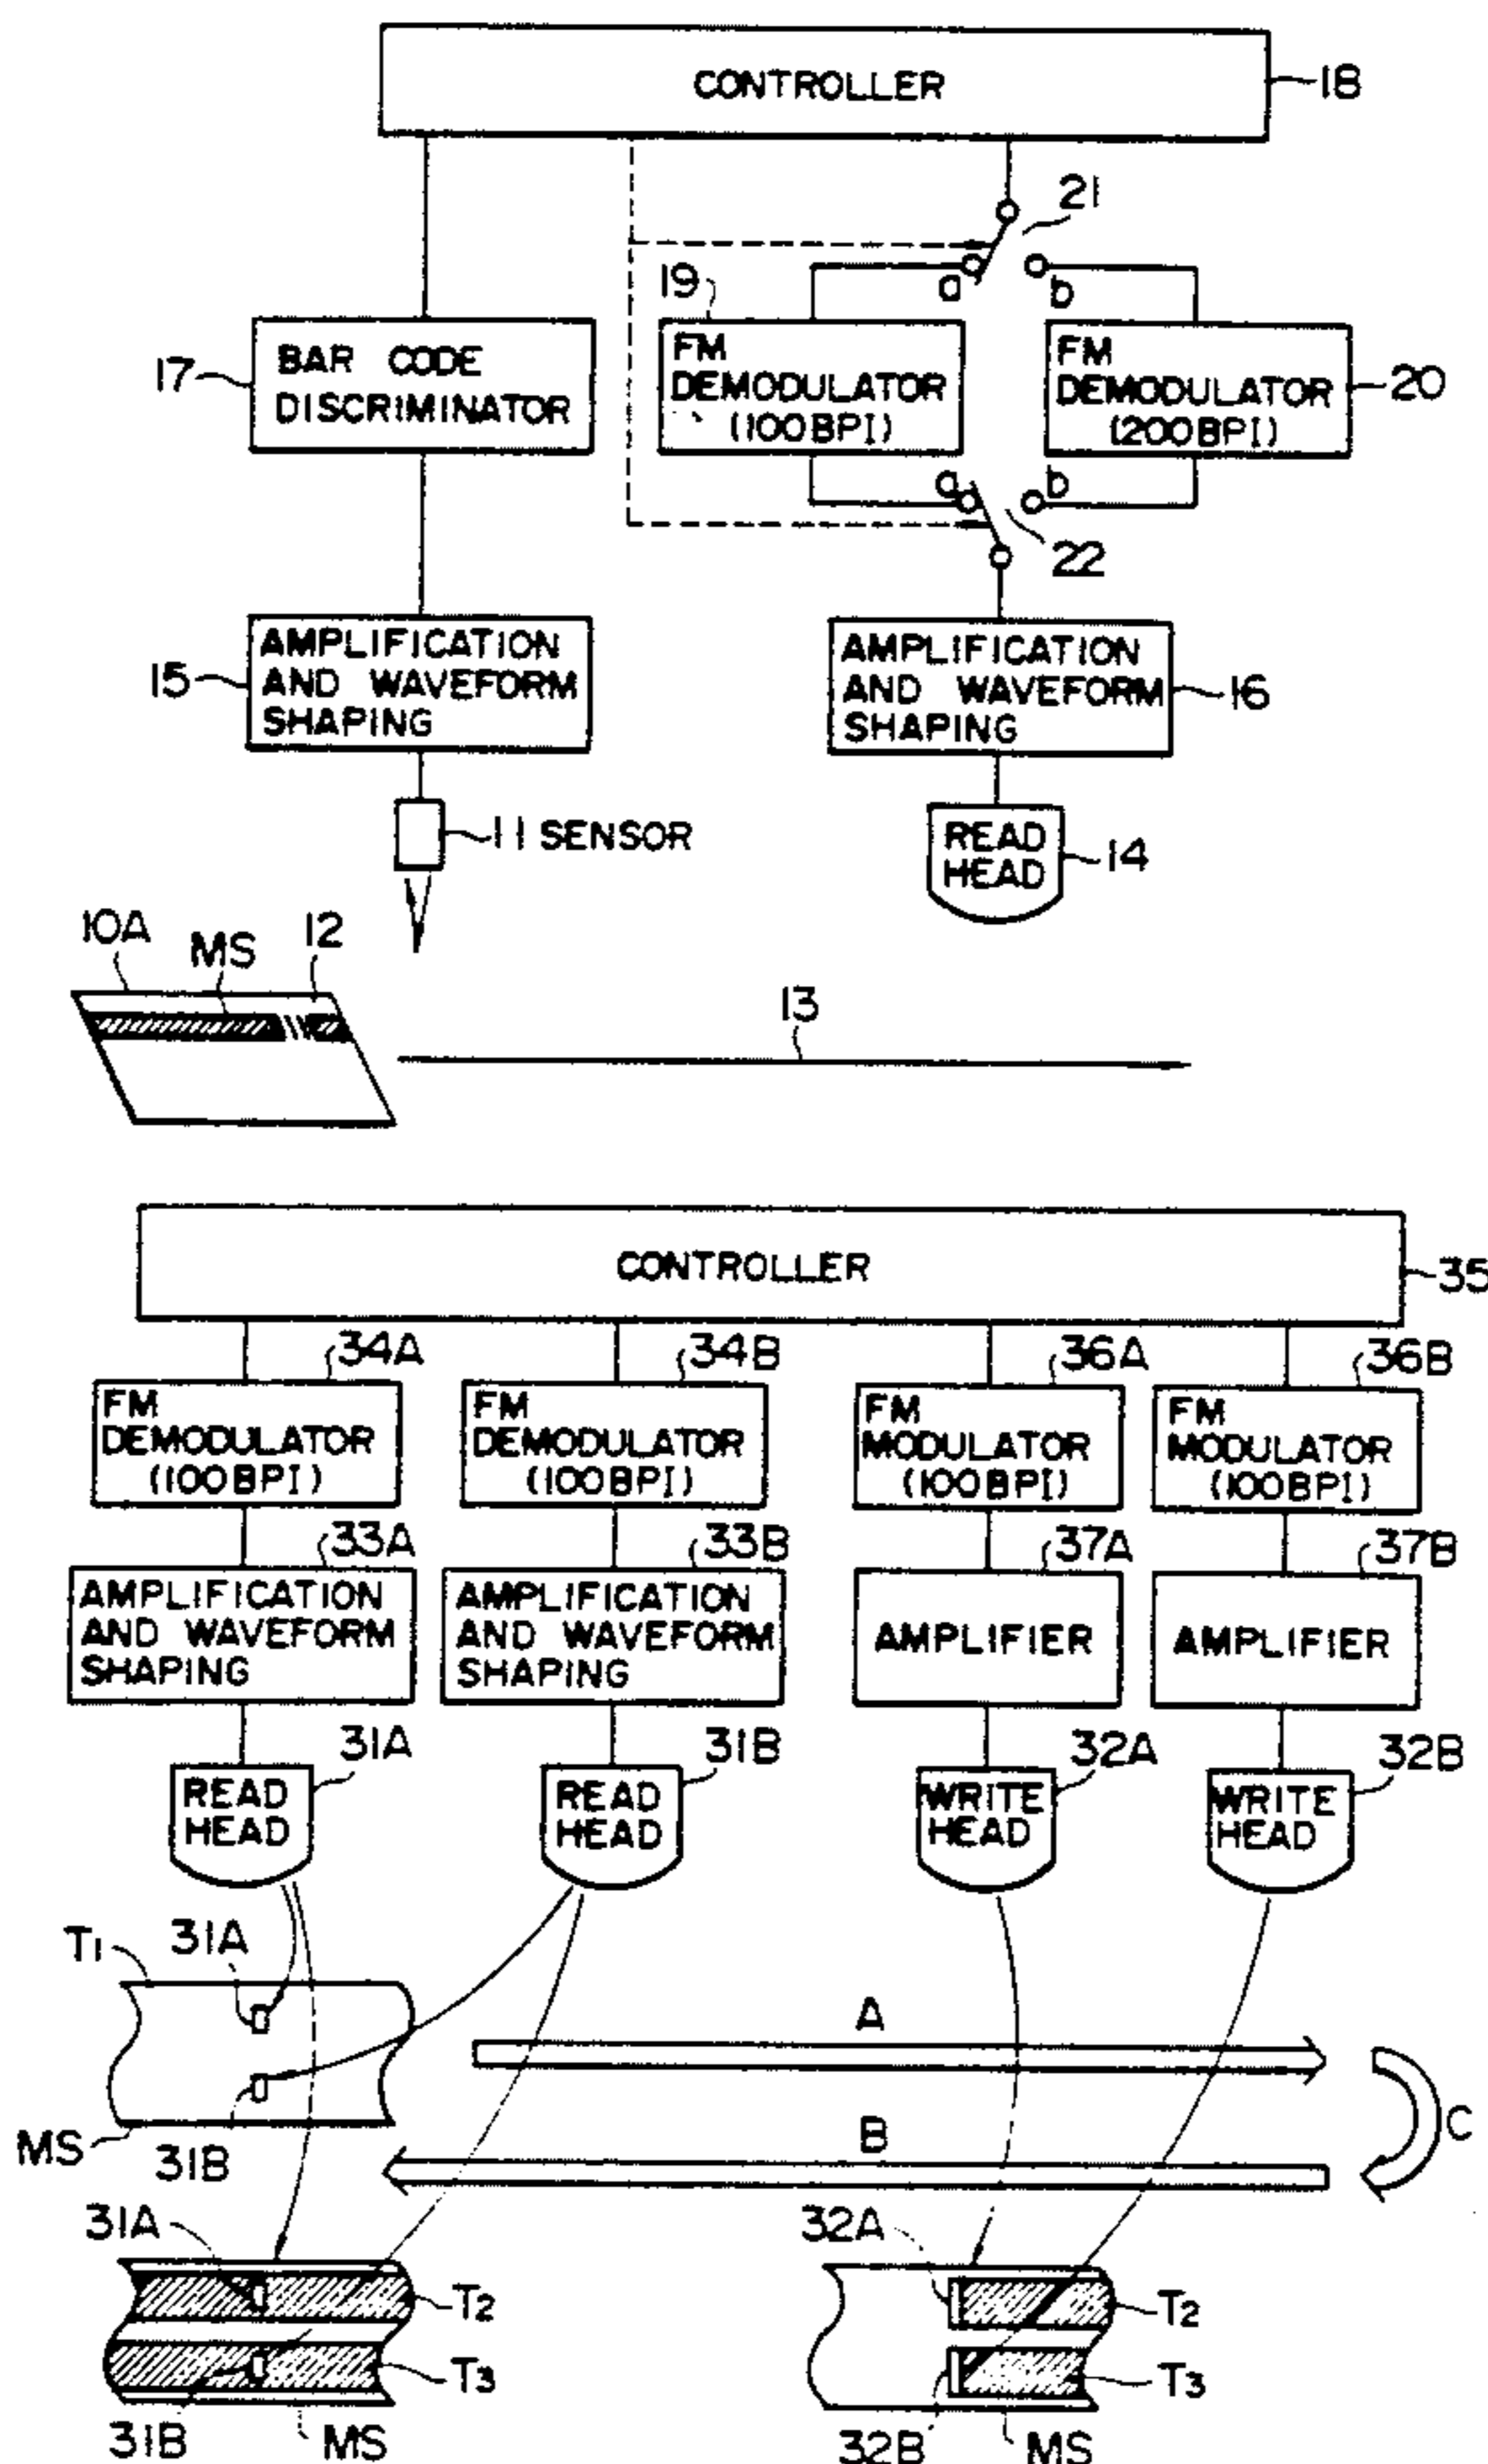 CONTROLLER
18
21
a
b
19
FM
DEMODULATOR
(100BPI)
FM
DEMODULATOR
(200BPI)
20
17
BAR CODE
DISCRIMINATOR
a
b
22
15
AMPLIFICATION
AND WAVEFORM
SHAPING
AMPLIFICATION
AND WAVEFORM
SHAPING
16
11 SENSOR
READ
HEAD
14
10A
MS
12
13
CONTROLLER
35
34A
34B
36A
36B
FM
DEMODULATOR
(100BPI)
FM
DEMODULATOR
(100BPI)
FM
MODULATOR
(100BPI)
FM
MODULATOR
(100BPI)
33A
33B
37A
37B
AMPLIFICATION
AND WAVEFORM
SHAPING
AMPLIFICATION
AND WAVEFORM
SHAPING
AMPLIFIER
AMPLIFIER
31A
31B
32A
32B
READ
HEAD
READ
HEAD
WRITE
HEAD
WRITE
HEAD
T1
31A
A
MS
31B
B
C
31A
T2
T3
31B
MS
32A
T2
T3
32B
MS